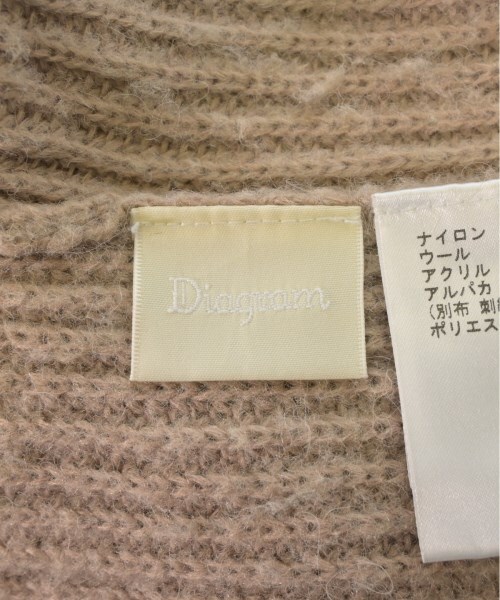 Diagram
ナイロン
ウール
アクリル
アルパカ
(別布 刺
ポリエス